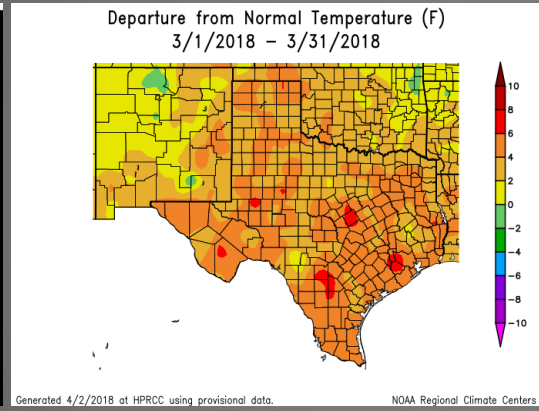 Departure from Normal Temperature (F)
3/1/2018 – 3/31/2018
10
8
6
4
2
0
−2
−4
−6
−8
−10
Generated 4/2/2018 at HPRCC using provisional data.
NOAA Regional Climate Centers